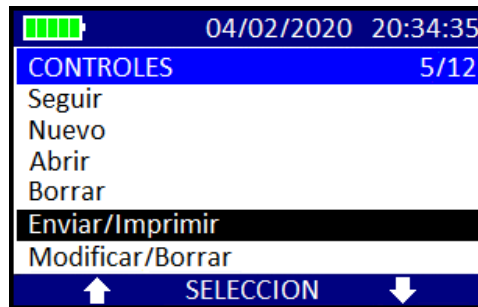 04/02/2020 20:34:35
CONTROLES 5/12
Seguir
Nuevo
Abrir
Borrar
Enviar/Imprimir
Modificar/Borrar
SELECCION